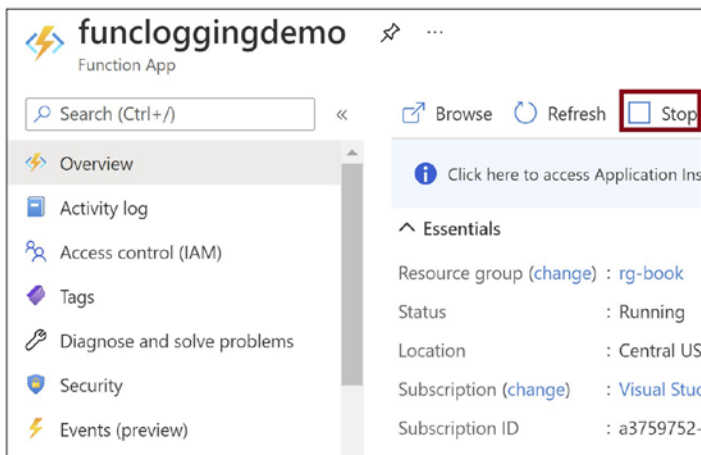 funcloggingdemo
Function App
Search (Ctrl+/)
«
Overview
Activity log
Access control (IAM)
Tags
Diagnose and solve problems
Security
Events (preview)
Browse Refresh Stop
Click here to access Application Ins
Essentials
Resource group (change) : rg-book
Status : Running
Location : Central US
Subscription (change) : Visual Stud
Subscription ID : a3759752-